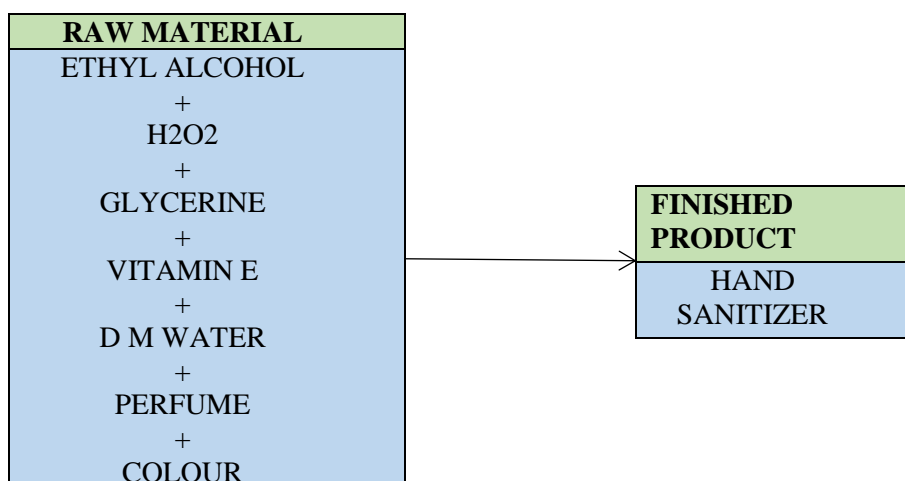 RAW MATERIAL
ETHYL ALCOHOL
+
H2O2
+
GLYCERINE
+
VITAMIN E
+
D M WATER
+
PERFUME
+
COLOUR
FINISHED
PRODUCT
HAND
SANITIZER